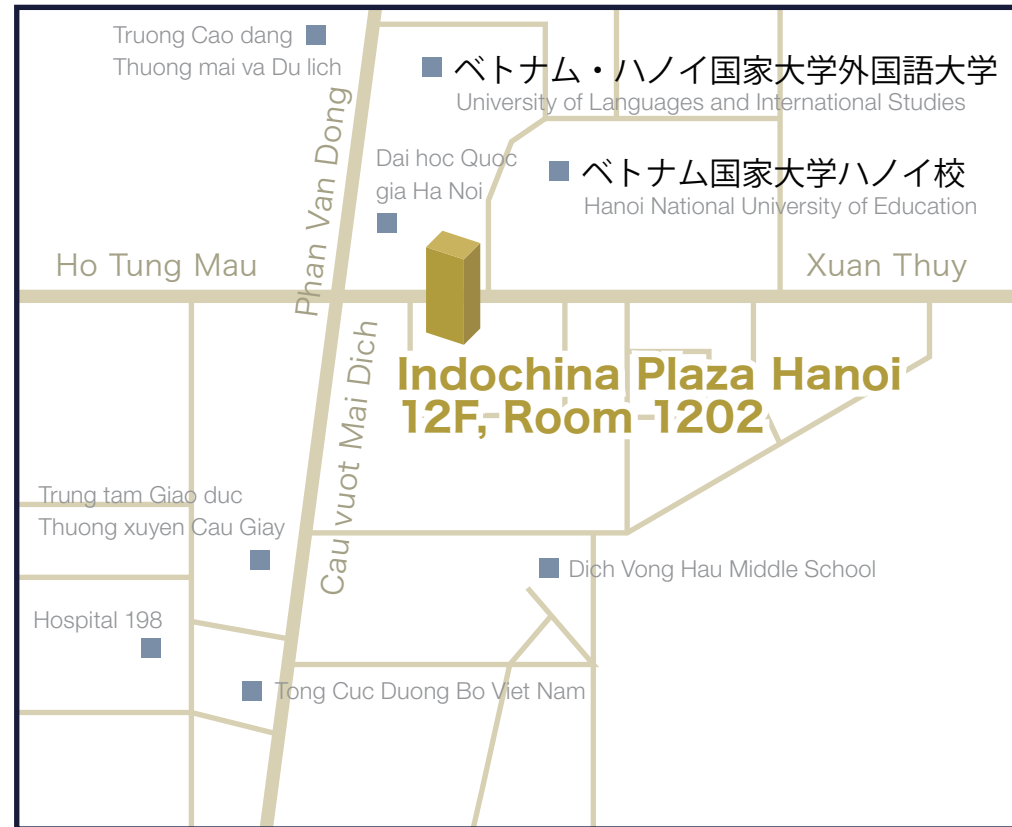 Truong Cao dang
Thuong mai va Du lich
ベトナム・ハノイ国家大学外国語大学
University of Languages and International Studies
Phan Van Dong
Dai hoc Quoc
gia Ha Noi
ベトナム国家大学ハノイ校
Hanoi National University of Education
Ho Tung Mau
Xuan Thuy
Indochina Plaza Hanoi
12F, Room 1202
Cau vuot Mai Dich
Trung tam Giao duc
Thuong xuyen Cau Giay
Dich Vong Hau Middle School
Hospital 198
Tong Cuc Duong Bo Viet Nam